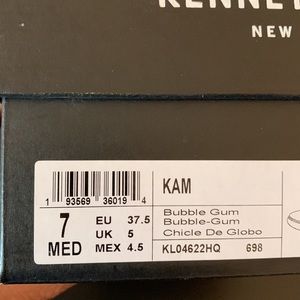 KENNE
NEW
KAM
1 93569 36019 4
7
MED
EU 37.5
UK 5
MEX 4.5
Bubble Gum
Bubble-Gum
Chicle De Globo
KL04622HQ 698